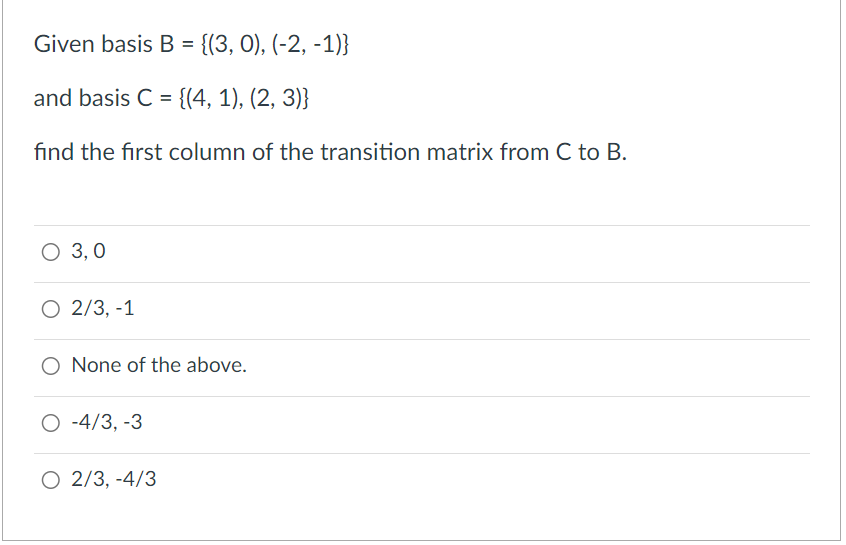 Given basis B = {(3, 0), (-2, -1)}
and basis C = {(4, 1), (2, 3)}
find the first column of the transition matrix from C to B.
3, 0
2/3, -1
None of the above.
-4/3, -3
2/3, -4/3